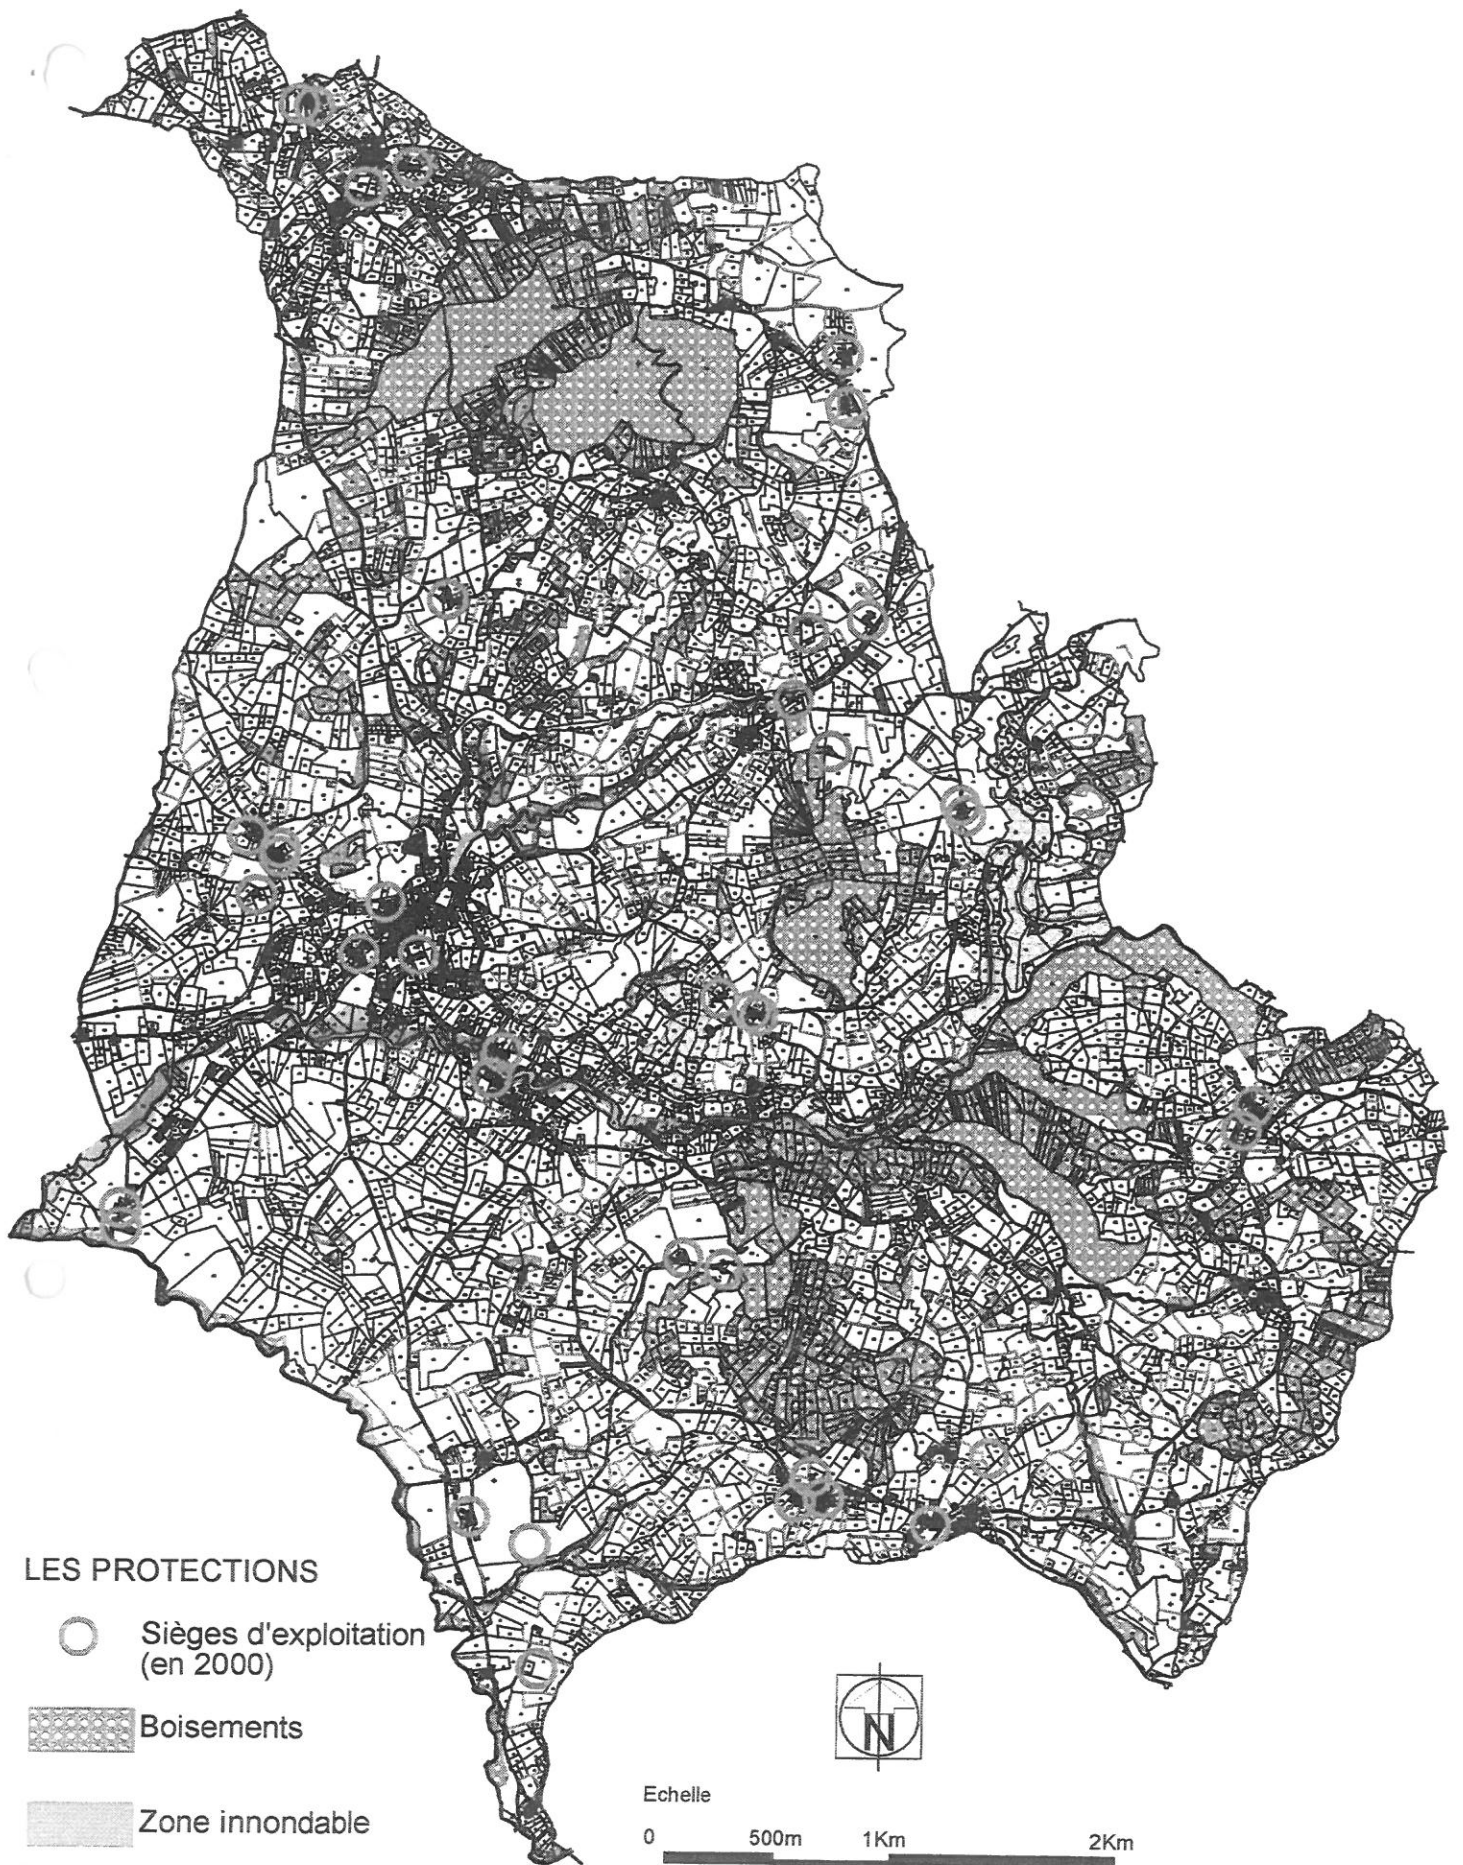 LES PROTECTIONS
Sièges d'exploitation
(en 2000)
Boisements
Zone innondable
N
Echelle
0 500m 1Km 2Km